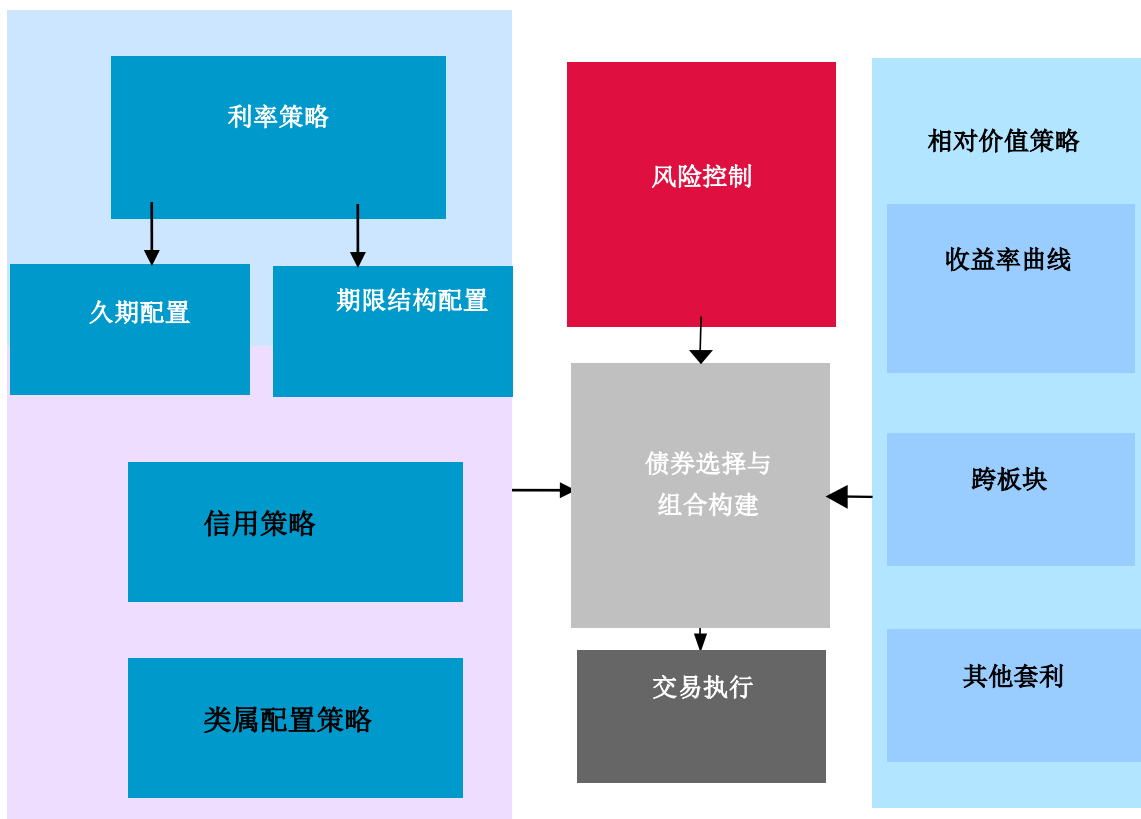 利率策略
久期配置
期限结构配置
信用策略
类属配置策略
风险控制
债券选择与
组合构建
交易执行
相对价值策略
收益率曲线
跨板块
其他套利